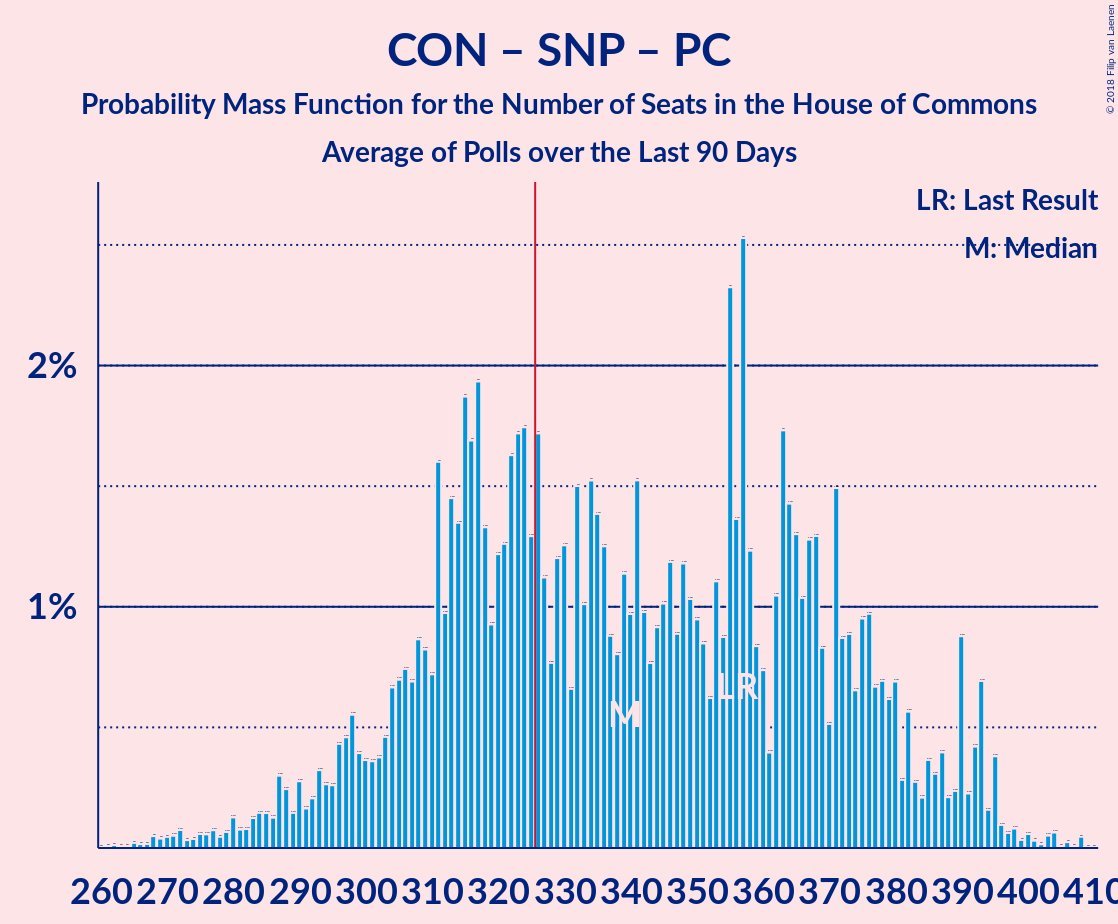 CON – SNP – PC
Probability Mass Function for the Number of Seats in the House of Commons
Average of Polls over the Last 90 Days
© 2018 Filip van Laenen
LR: Last Result
M: Median
2%
1%
LR
M
260 270 280 290 300 310 320 330 340 350 360 370 380 390 400 410